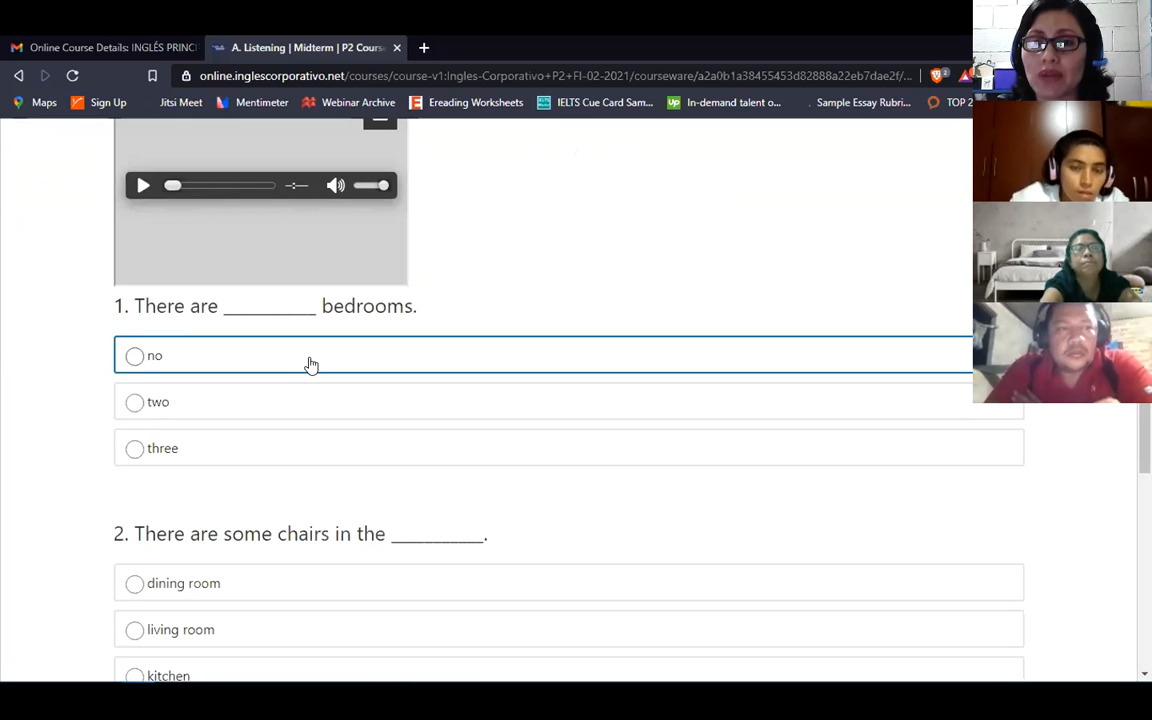 Online Course Details: INGLÉS PRINCI
A. Listening | Midterm | P2 Course
online.inglescorporativo.net/courses/course-v1:Ingles-Corporativo+P2+FI-02-2021/courseware/a2a0b1a38455453d82888a22eb7dae2f/...
2
Maps
Sign Up
Jitsi Meet
Mentimeter
Webinar Archive
Ereading Worksheets
IELTS Cue Card Sam...
In-demand talent o...
Sample Essay Rubri...
TOP 2
-:--
1. There are __________ bedrooms.
no
two
three
2. There are some chairs in the __________.
dining room
living room
kitchen